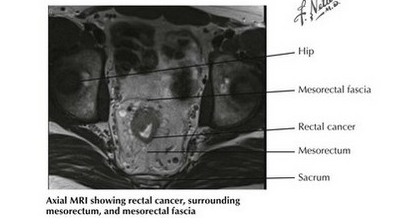 Hip
Mesorectal fascia
Rectal cancer
Mesorectum
Sacrum
Axial MRI showing rectal cancer, surrounding
mesorectum, and mesorectal fascia